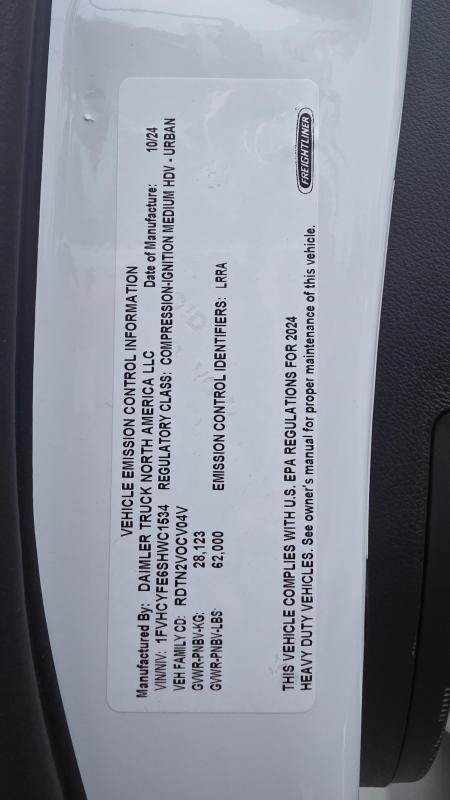 VEHICLE EMISSION CONTROL INFORMATION
Manufactured By: DAIMLER TRUCK NORTH AMERICA LLC Date of Manufacture: 10/24
VIN/NIV: 1FVHCYFE6SHWC1534 REGULATORY CLASS: COMPRESSION-IGNITION MEDIUM HDV - URBAN
VEH FAMILY CD: RDTN2VOCV04V
GVWR-PNBV-KG: 28,123
GVWR-PNBV-LBS: 62,000 EMISSION CONTROL IDENTIFIERS: LRRA
THIS VEHICLE COMPLIES WITH U.S. EPA REGULATIONS FOR 2024
HEAVY DUTY VEHICLES. See owner's manual for proper maintenance of this vehicle.
FREIGHTLINER